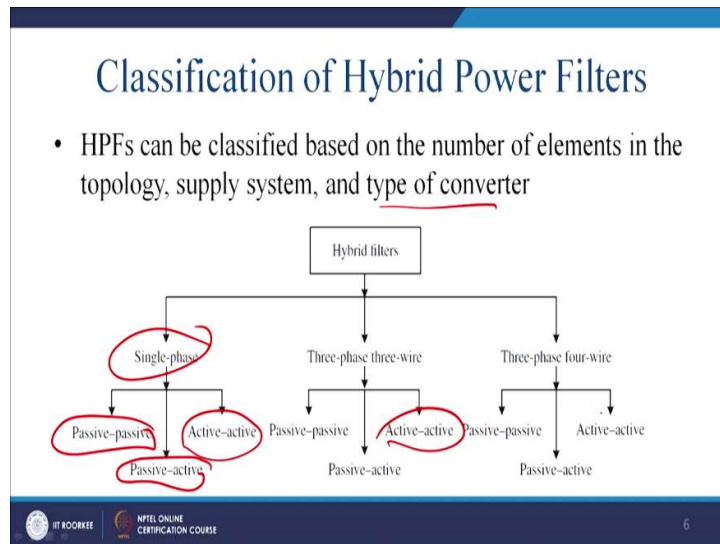 Classification of Hybrid Power Filters
• HPFs can be classified based on the number of elements in the
topology, supply system, and type of converter
Hybrid filters
Single-phase Three-phase three-wire Three-phase four-wire
Passive–passive Active–active Passive–passive Active–active Passive–passive Active–active
Passive–active Passive–active Passive–active
IIT ROORKEE NPTEL ONLINE
CERTIFICATION COURSE
6